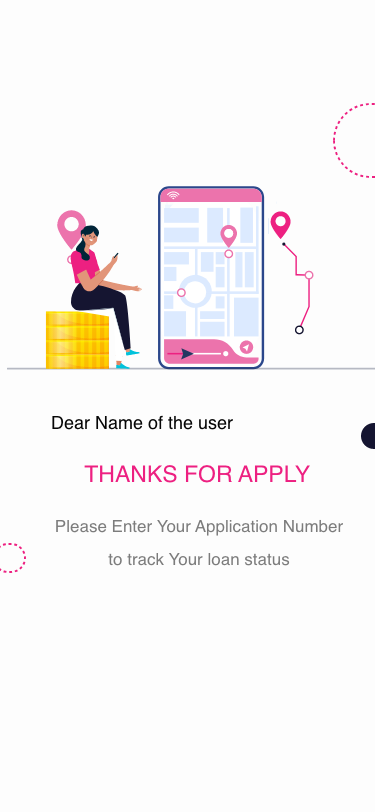 Dear Name of the user
THANKS FOR APPLY
Please Enter Your Application Number
to track Your loan status